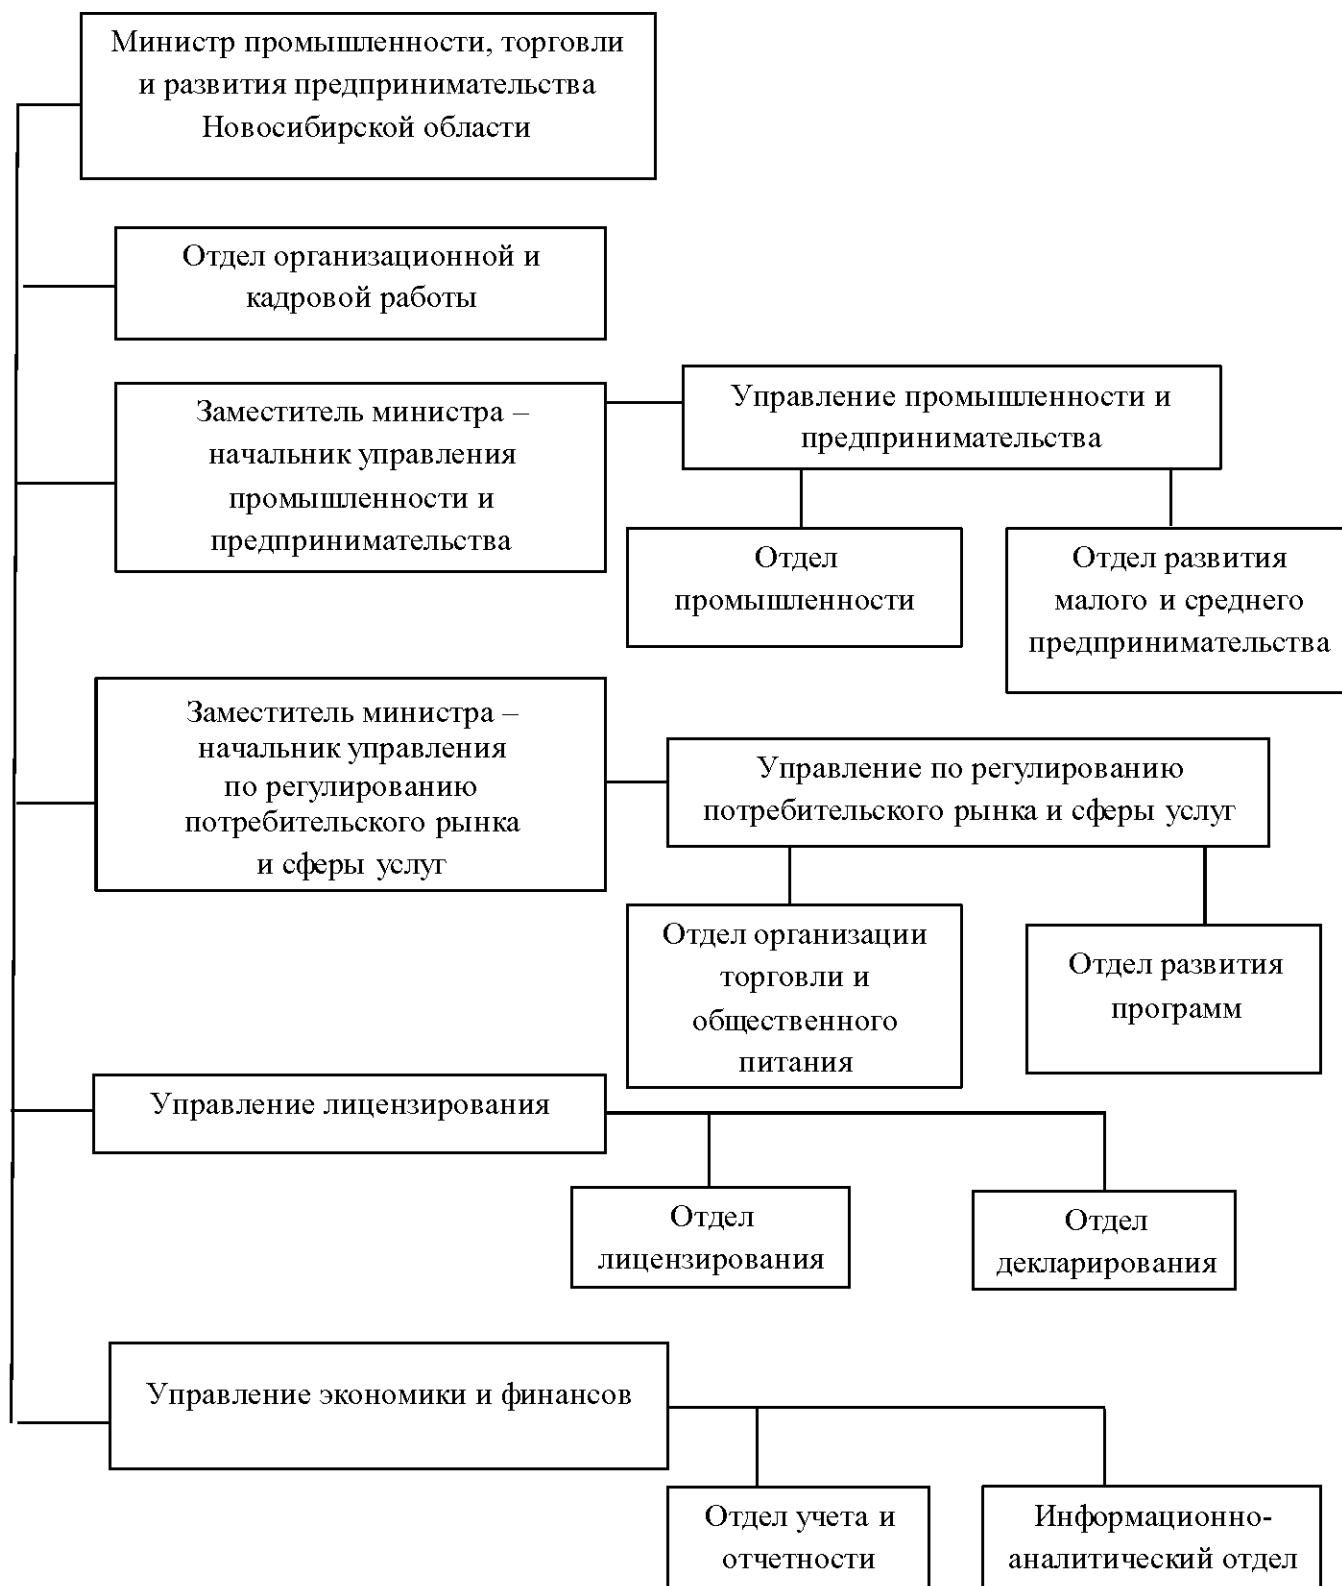 Министр промышленности, торговли
и развития предпринимательства
Новосибирской области
Отдел организационной и
кадровой работы
Заместитель министра –
начальник управления
промышленности и
предпринимательства
Управление промышленности и
предпринимательства
Отдел
промышленности
Отдел развития
малого и среднего
предпринимательства
Заместитель министра –
начальник управления
по регулированию
потребительского рынка
и сферы услуг
Управление по регулированию
потребительского рынка и сферы услуг
Отдел организации
торговли и
общественного
питания
Отдел развития
программ
Управление лицензирования
Отдел
лицензирования
Отдел
декларирования
Управление экономики и финансов
Отдел учета и
отчетности
Информационно-
аналитический отдел